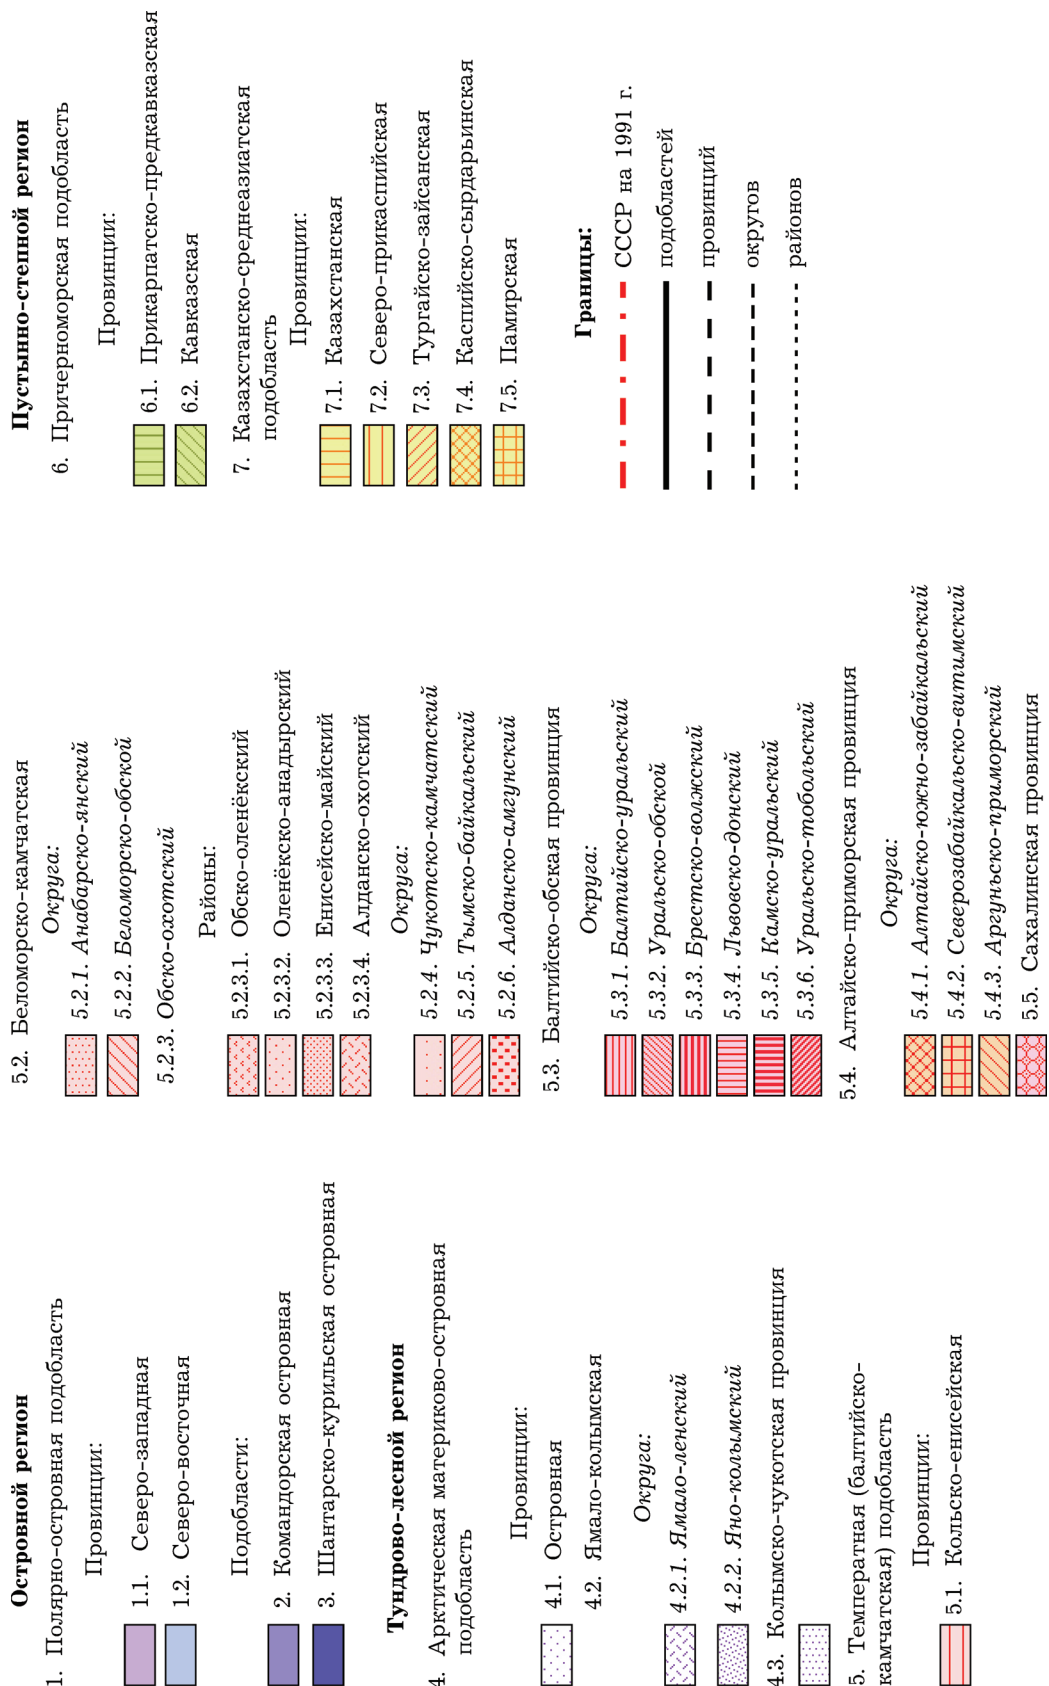 Островной регион
1. Полярно-островная подобласть
Провинции:
1.1. Северо-западная
1.2. Северо-восточная
Подобласти:
2. Командорская островная
3. Шантарско-курильская островная
Тундрово-лесной регион
4. Арктическая материково-островная
подобласть
Провинции:
4.1. Островная
4.2. Ямало-колымская
Округа:
4.2.1. Ямало-ленский
4.2.2. Яно-колымский
4.3. Колымско-чукотская провинция
5. Температная (балтийско-
камчатская) подобласть
Провинции:
5.1. Кольско-енисейская
5.2. Беломорско-камчатская
Округа:
5.2.1. Анабарско-янский
5.2.2. Беломорско-обской
5.2.3. Обско-охотский
Районы:
5.2.3.1. Обско-оленёкский
5.2.3.2. Оленёкско-анадырский
5.2.3.3. Енисейско-майский
5.2.3.4. Алданско-охотский
Округа:
5.2.4. Чукотско-камчатский
5.2.5. Тымско-байкальский
5.2.6. Алданско-амгунский
5.3. Балтийско-обская провинция
Округа:
5.3.1. Балтийско-уральский
5.3.2. Уральско-обской
5.3.3. Брестско-волжский
5.3.4. Львовско-донский
5.3.5. Камско-уральский
5.3.6. Уральско-тобольский
5.4. Алтайско-приморская провинция
Округа:
5.4.1. Алтайско-южно-забайкальский
5.4.2. Северозабайкальско-витимский
5.4.3. Аргуньско-приморский
5.5. Сахалинская провинция
Пустынно-степной регион
6. Причерноморская подобласть
Провинции:
6.1. Прикарпатско-предкавказская
6.2. Кавказская
7. Казахстанско-среднеазиатская
подобласть
Провинции:
7.1. Казахстанская
7.2. Северо-прикаспийская
7.3. Тургайско-зайсанская
7.4. Каспийско-сырдарьинская
7.5. Памирская
Границы:
СССР на 1991 г.
подобластей
провинций
округов
районов